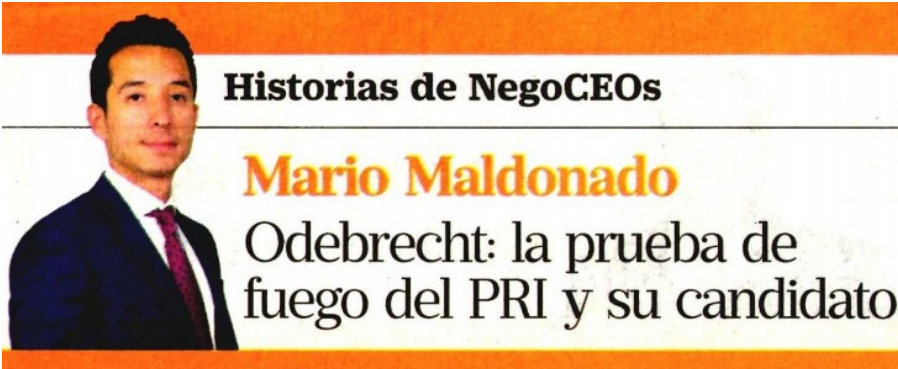 Historias de NegoCEOs
Mario Maldonado
Odebrecht: la prueba de
fuego del PRI y su candidato